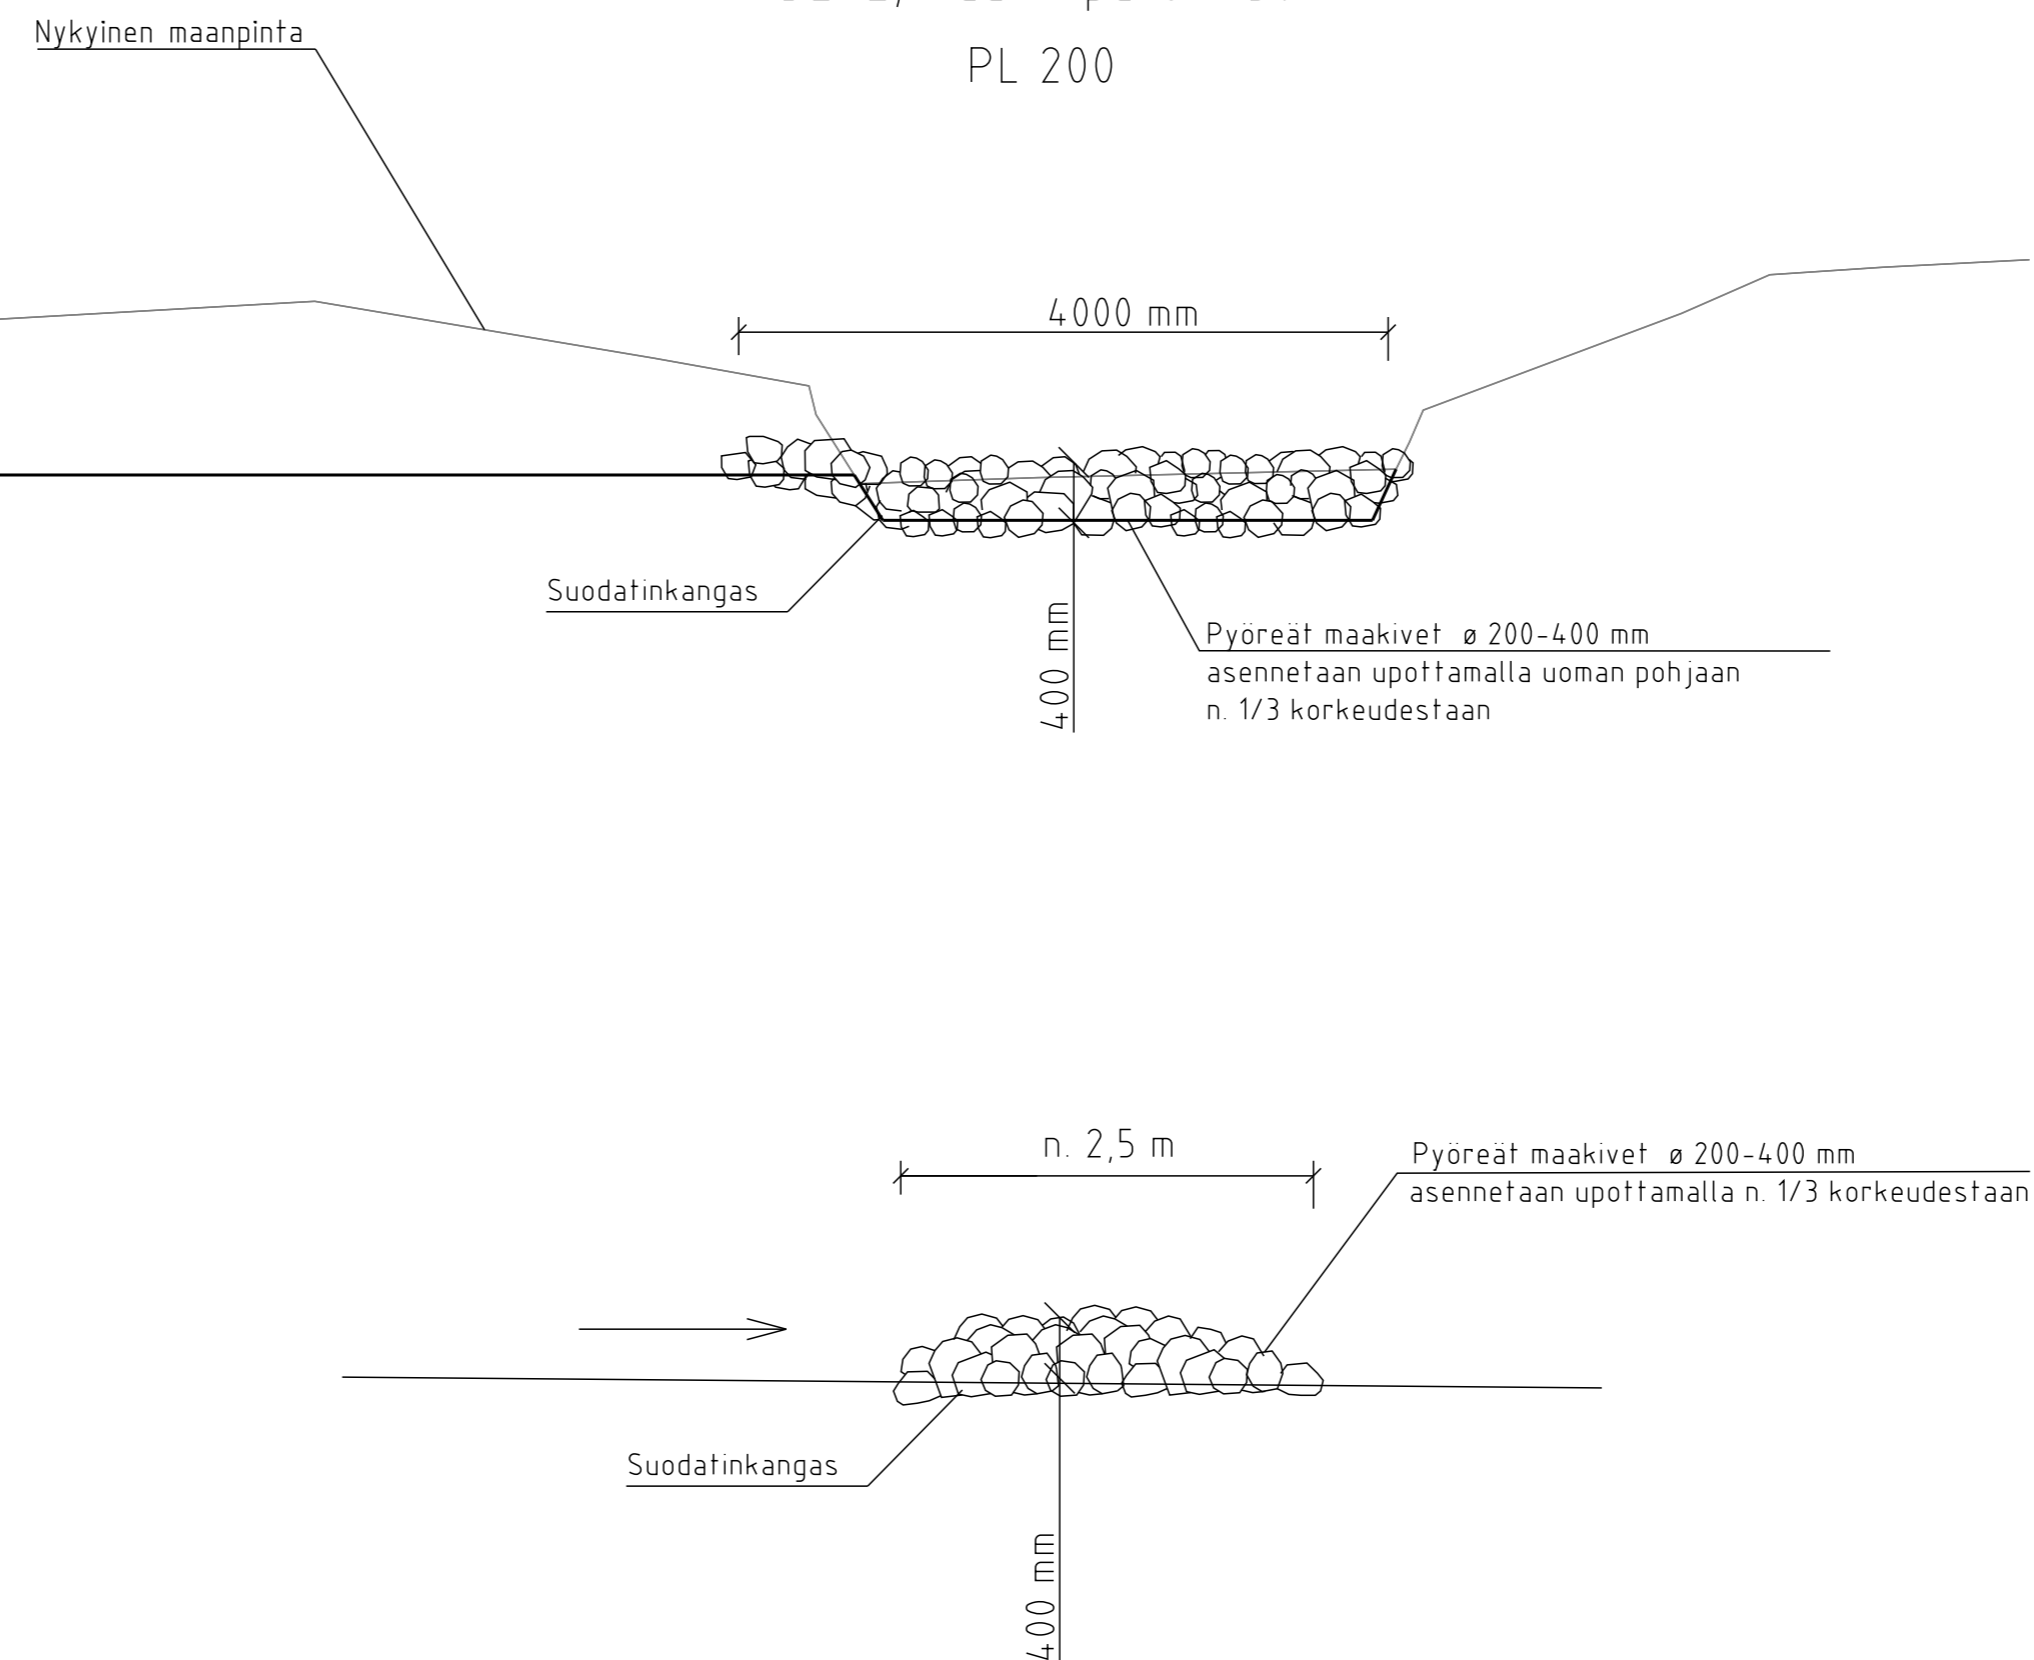 PL 200
Nykyinen maanpinta
4000 mm
Suodatinkangas
400 mm
Pyöreät maakivet ø 200-400 mm
asennetaan upottamalla uoman pohjaan
n. 1/3 korkeudestaan
n. 2,5 m
Pyöreät maakivet ø 200-400 mm
asennetaan upottamalla n. 1/3 korkeudestaan
Suodatinkangas
400 mm